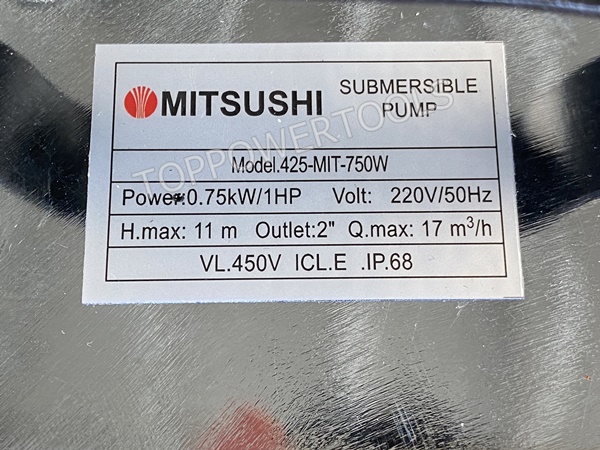 MITSUSHI
SUBMERSIBLE
PUMP
TOPPOWERTOOLS
Model.425-MIT-750W
Power:0.75kW/1HP Volt: 220V/50Hz
H.max: 11 m Outlet:2" Q.max: 17 m³/h
VL.450V ICL.E .IP.68